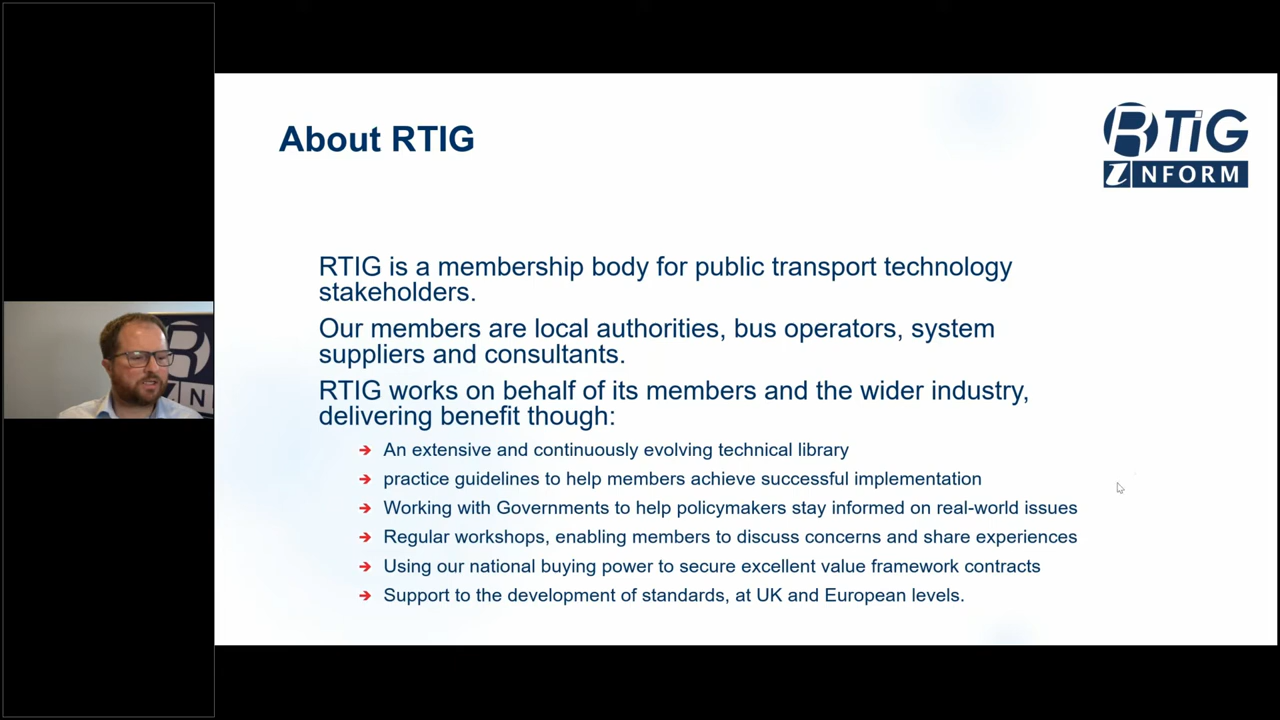 About RTIG
RTiG
iNFORM
RTIG is a membership body for public transport technology
stakeholders.
Our members are local authorities, bus operators, system
suppliers and consultants.
RTIG works on behalf of its members and the wider industry,
delivering benefit though:
An extensive and continuously evolving technical library
practice guidelines to help members achieve successful implementation
Working with Governments to help policymakers stay informed on real-world issues
Regular workshops, enabling members to discuss concerns and share experiences
Using our national buying power to secure excellent value framework contracts
Support to the development of standards, at UK and European levels.
R
iN